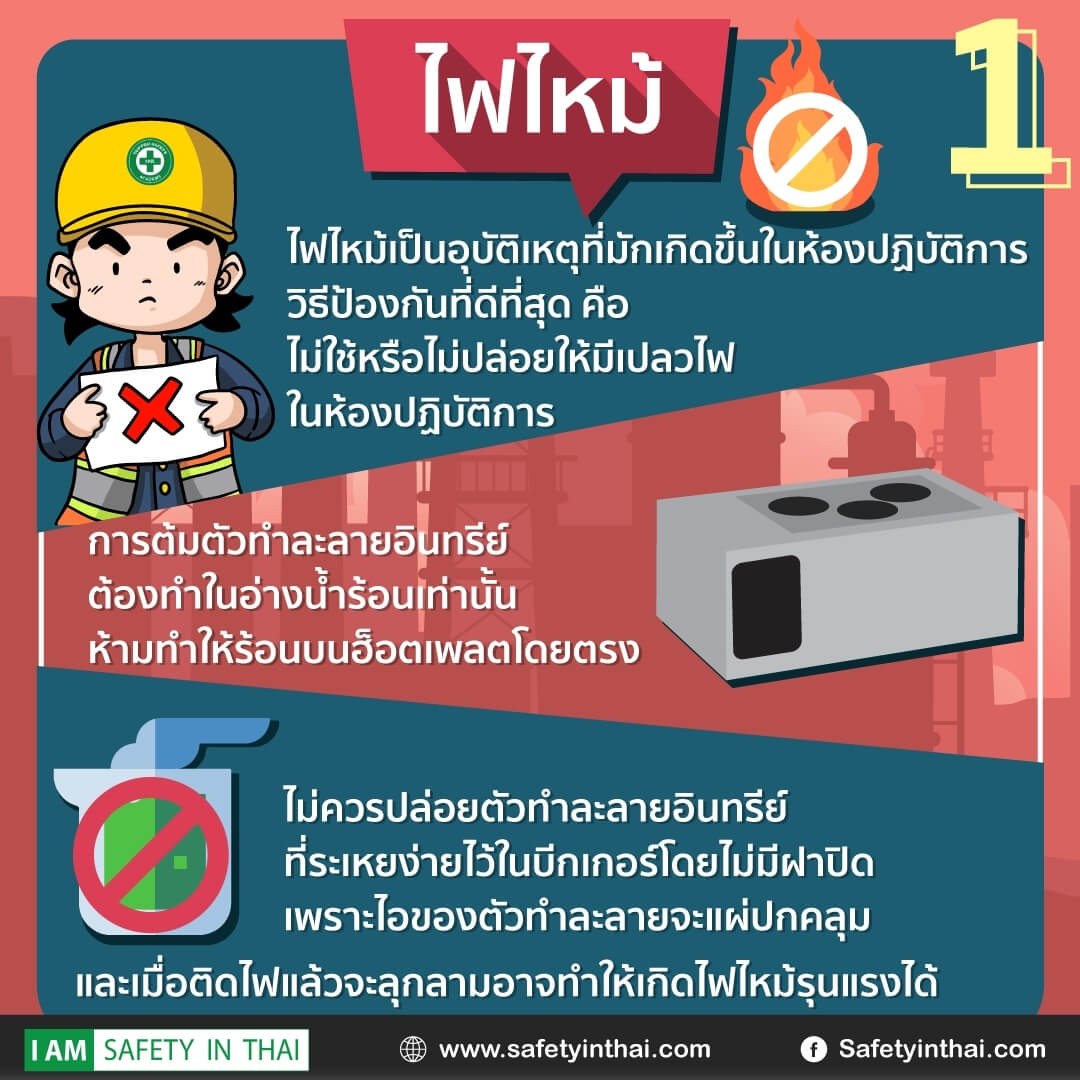 ไฟไหม้
1
ไฟไหม้เป็นอุบัติเหตุที่มักเกิดขึ้นในห้องปฏิบัติการ
วิธีป้องกันที่ดีที่สุด คือ
ไม่ใช้หรือไม่ปล่อยให้มีเปลวไฟ
ในห้องปฏิบัติการ
การต้มตัวทำละลายอินทรีย์
ต้องทำในอ่างน้ำร้อนเท่านั้น
ห้ามทำให้ร้อนบนฮ็อตเพลตโดยตรง
ไม่ควรปล่อยตัวทำละลายอินทรีย์
ที่ระเหยง่ายไว้ในบีกเกอร์โดยไม่มีฝาปิด
เพราะไอของตัวทำละลายจะแผ่ปกคลุม
และเมื่อติดไฟแล้วจะลุกลามอาจทำให้เกิดไฟไหม้รุนแรงได้
I AM SAFETY IN THAI
www.safetyinthai.com
Safetyinthai.com